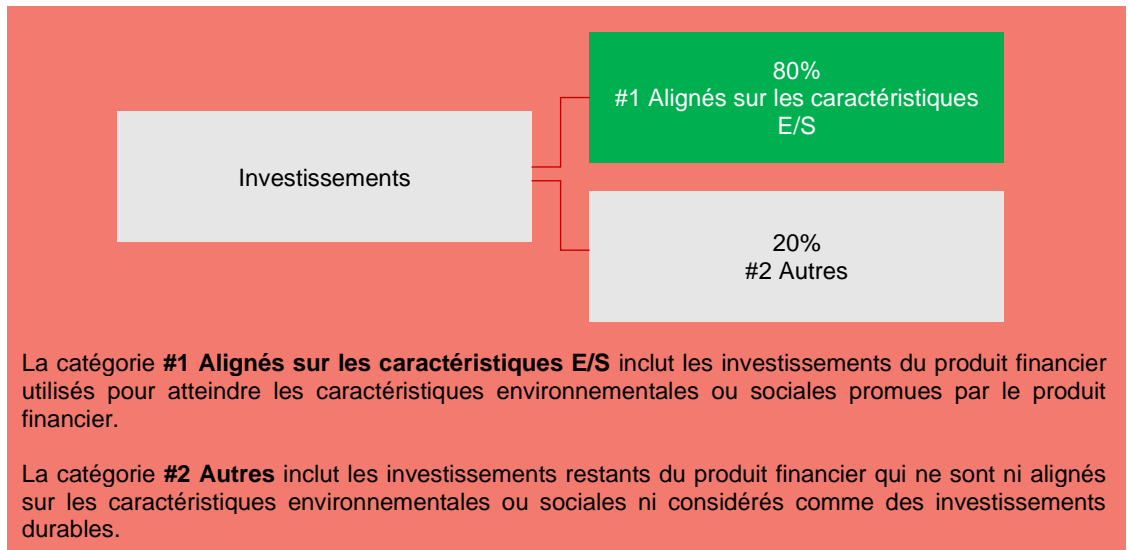 80%
#1 Alignés sur les caractéristiques
E/S
Investissements
20%
#2 Autres
La catégorie #1 Alignés sur les caractéristiques E/S inclut les investissements du produit financier
utilisés pour atteindre les caractéristiques environnementales ou sociales promues par le produit
financier.
La catégorie #2 Autres inclut les investissements restants du produit financier qui ne sont ni alignés
sur les caractéristiques environnementales ou sociales ni considérés comme des investissements
durables.